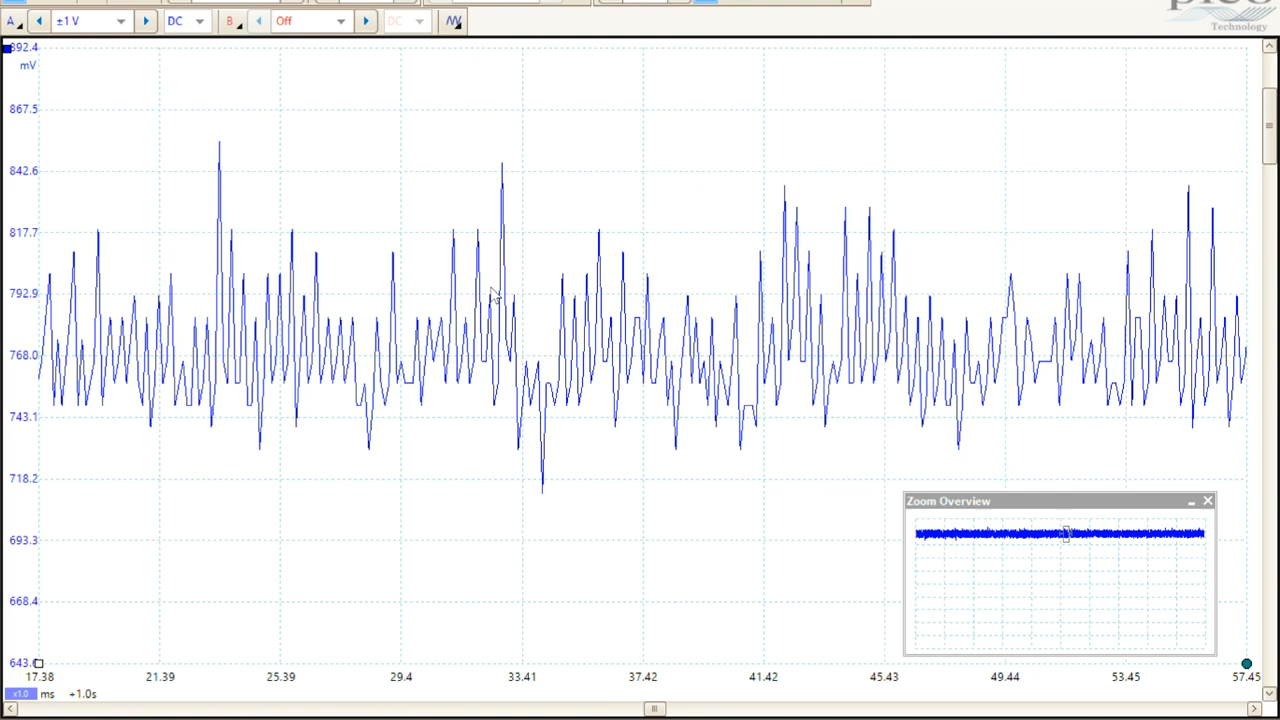 A ±1 V DC B Off DC
Technology
892.4
mV
867.5
842.6
817.7
792.9
768.0
743.1
718.2
693.3
668.4
643.
Zoom Overview
17.38 21.39 25.39 29.4 33.41 37.42 41.42 45.43 49.44 53.45 57.45
x1.0 ms +1.0s